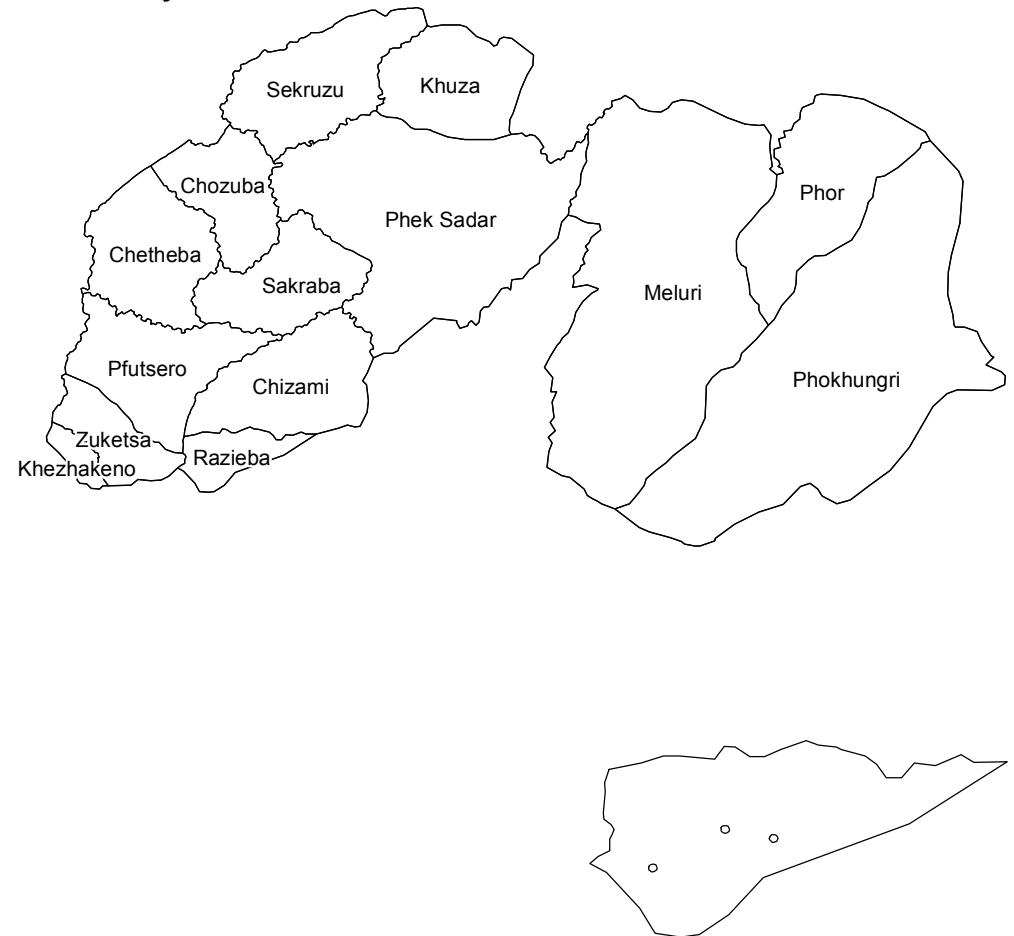 Sekruzu
Khuza
Chozuba
Phor
Phek Sadar
Chetheba
Sakraba
Meluri
Pfutsero
Chizami
Phokhungri
Zuketsa
Razieba
Khezhakeno